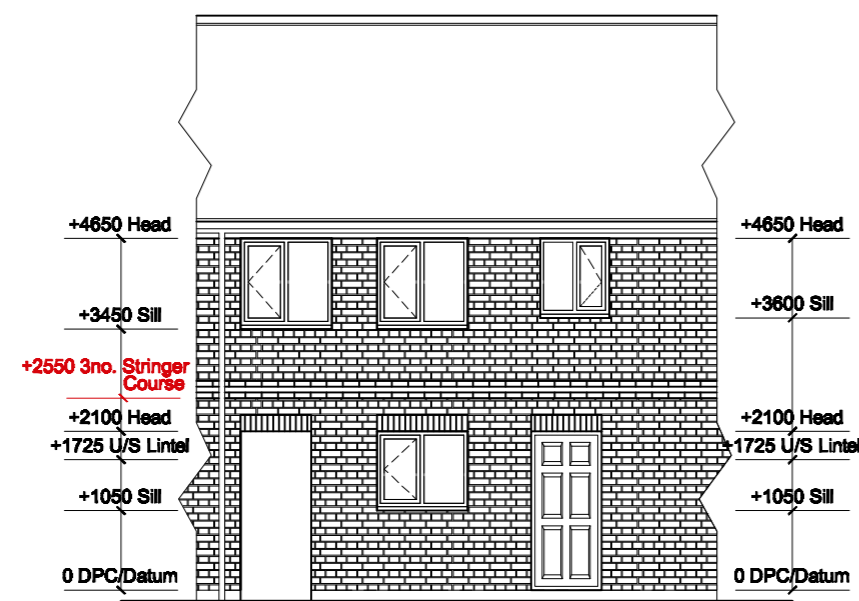 +4650 Head
+4650 Head
+3600 Sill
+3450 Sill
+2550 3no. Stringer
Course
+2100 Head
+2100 Head
+1725 U/S Lintel
+1725 U/S Lintel
+1050 Sill
+1050 Sill
0 DPC/Datum
0 DPC/Datum